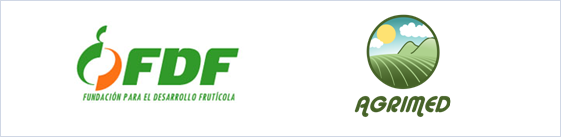 FDF
FUNDACIÓN PARA EL DESARROLLO FRUTÍCOLA
AGRIMED